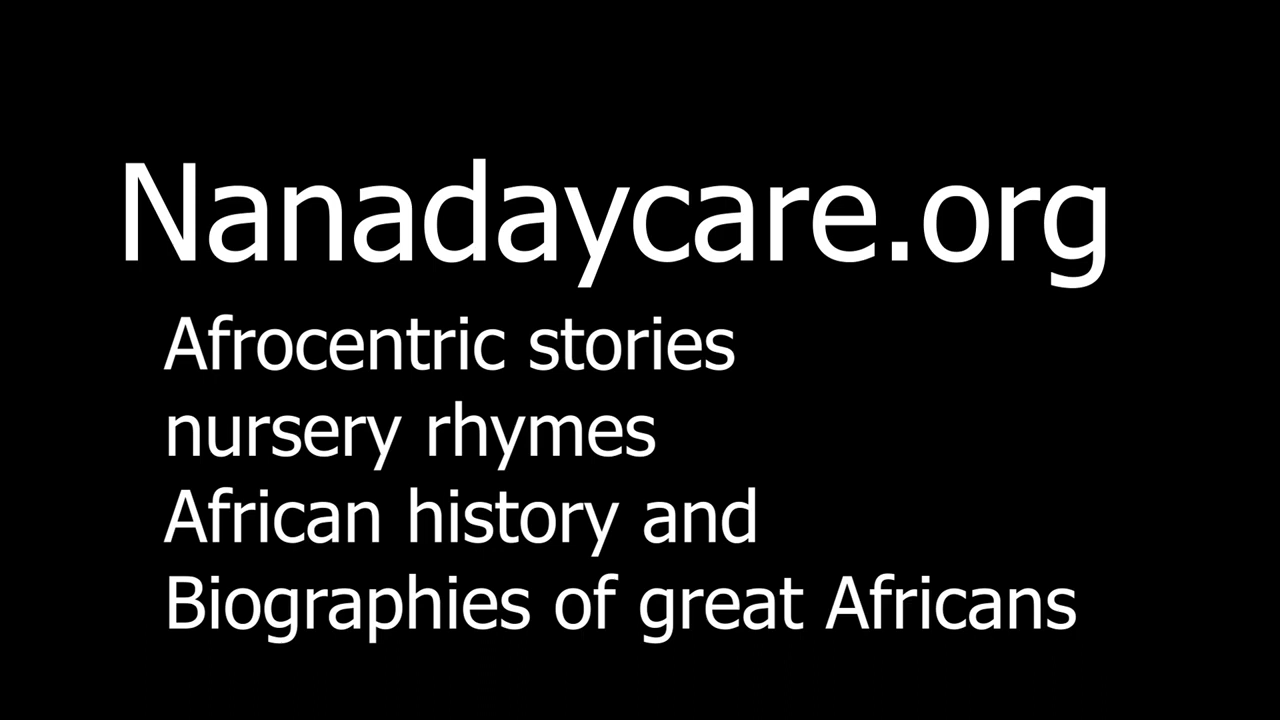 Nanadaycare.org
Afrocentric stories
nursery rhymes
African history and
Biographies of great Africans